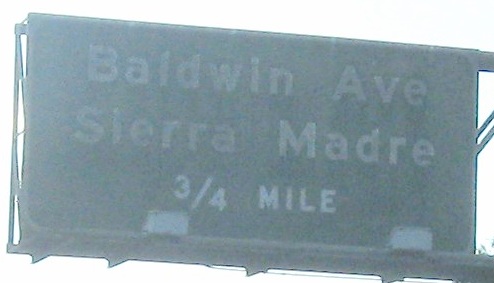 Baldwin Ave
Sierra Madre
3/4 MILE